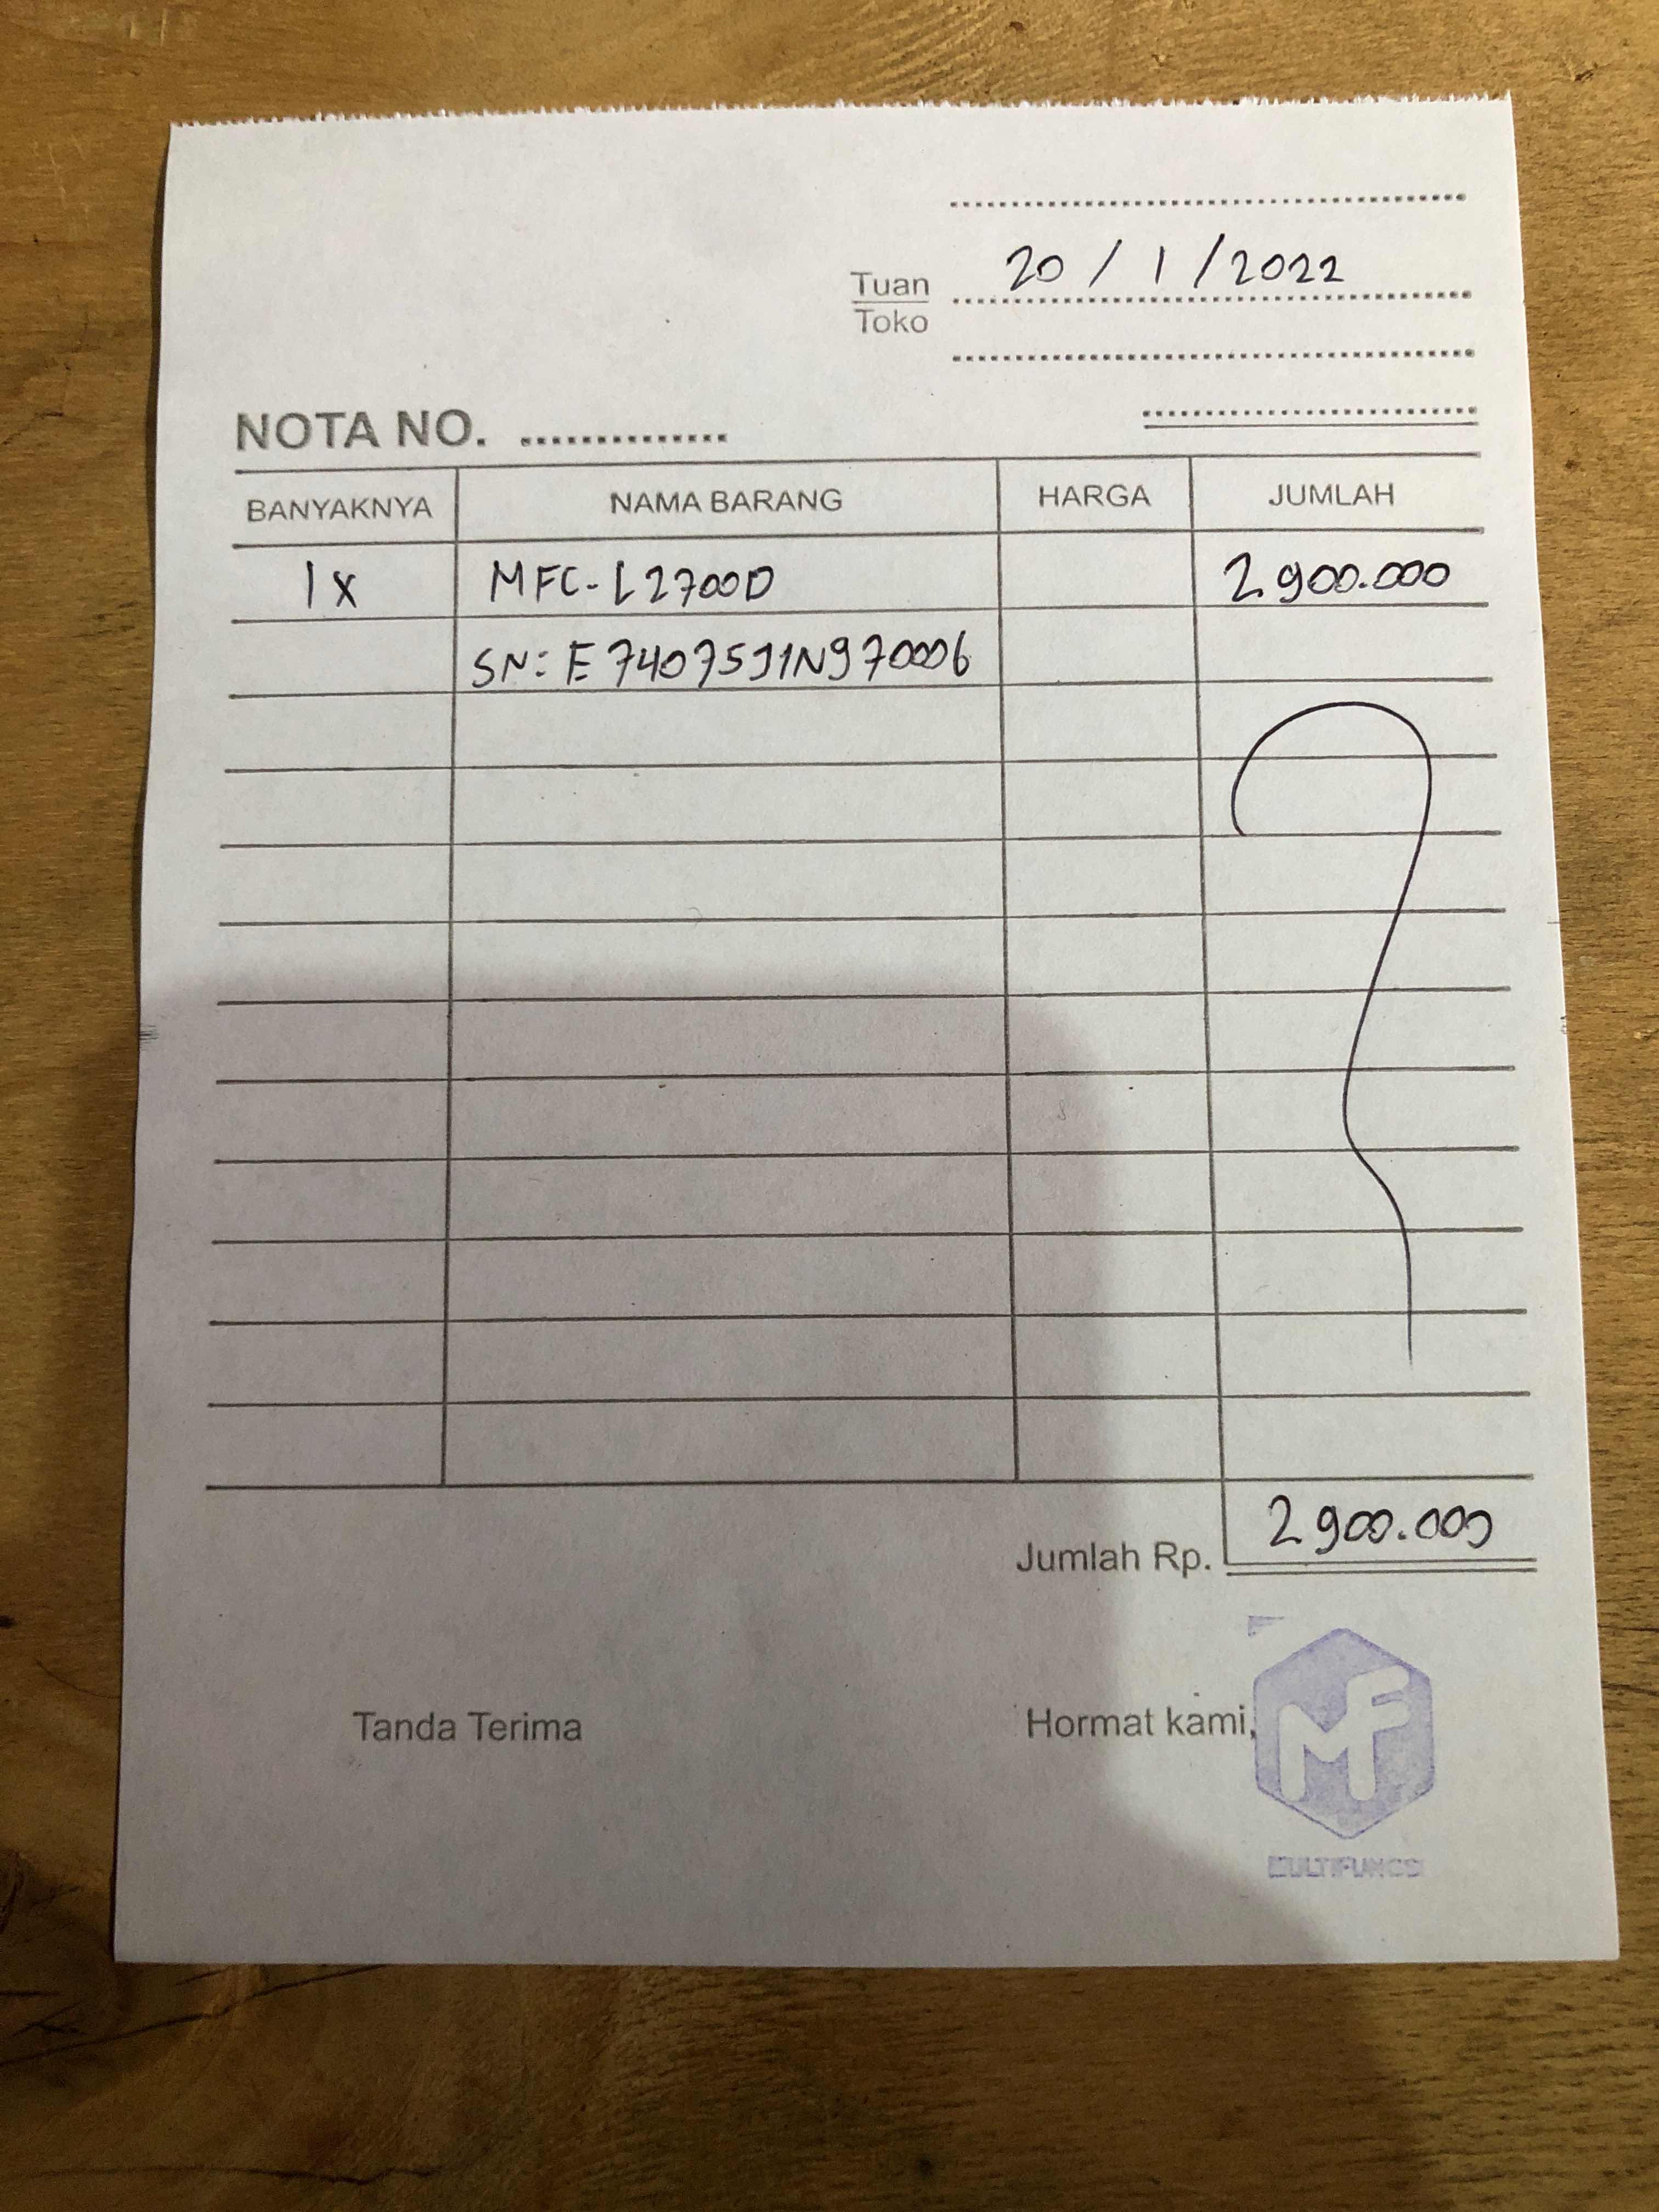 20 / 1 / 2022
Tuan
Toko
NOTA NO. ..............
BANYAKNYA NAMA BARANG HARGA JUMLAH
1x MFC-L2700D 2.900.000
SN: E74075J1N970006
Jumlah Rp. 2.900.000
Tanda Terima Hormat kami,
MF
MULTIFUNGSI